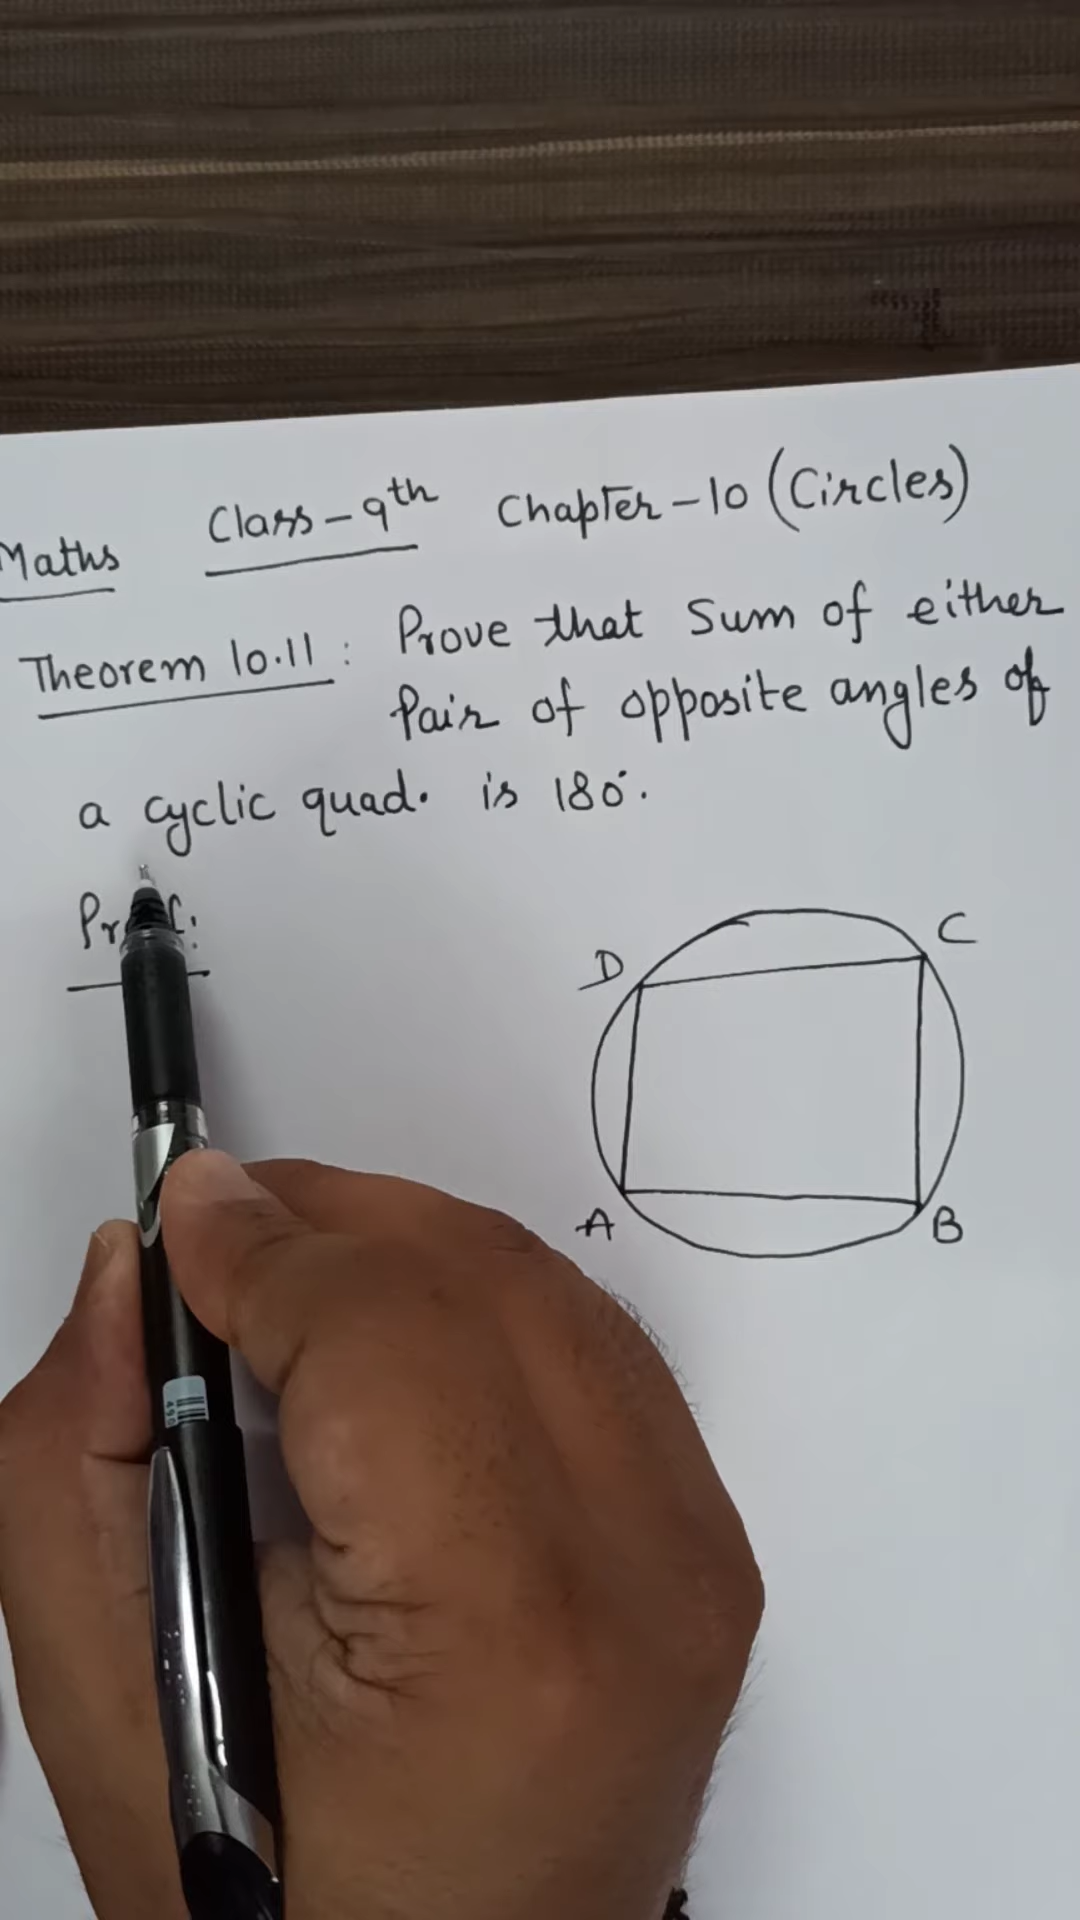 Maths Class-9th Chapter-10 (Circles)
Theorem 10.11: Prove that Sum of either
Pair of opposite angles of
a cyclic quad. is 180°.
D C
A B